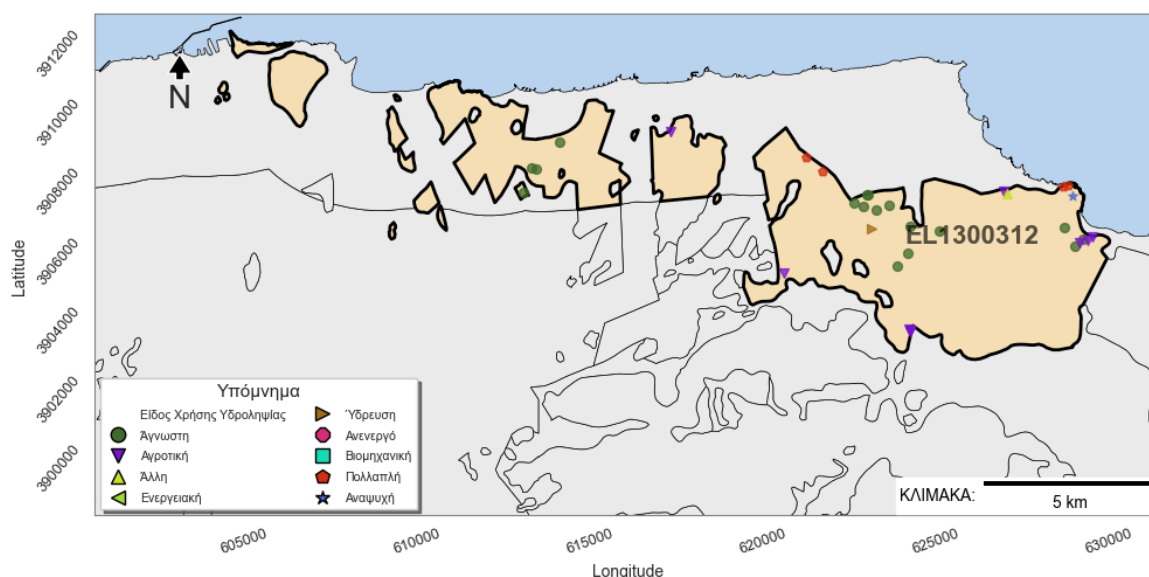 3912000
3910000
3908000
3906000
3904000
3902000
3900000
Latitude
N
EL1300312
Υπόμνημα
Είδος Χρήσης Υδροληψίας
Άγνωστη
Αγροτική
Άλλη
Ενεργειακή
Ύδρευση
Ανενεργό
Βιομηχανική
Πολλαπλή
Αναψυχή
ΚΛΙΜΑΚΑ:
5 km
605000
610000
615000
620000
625000
630000
Longitude